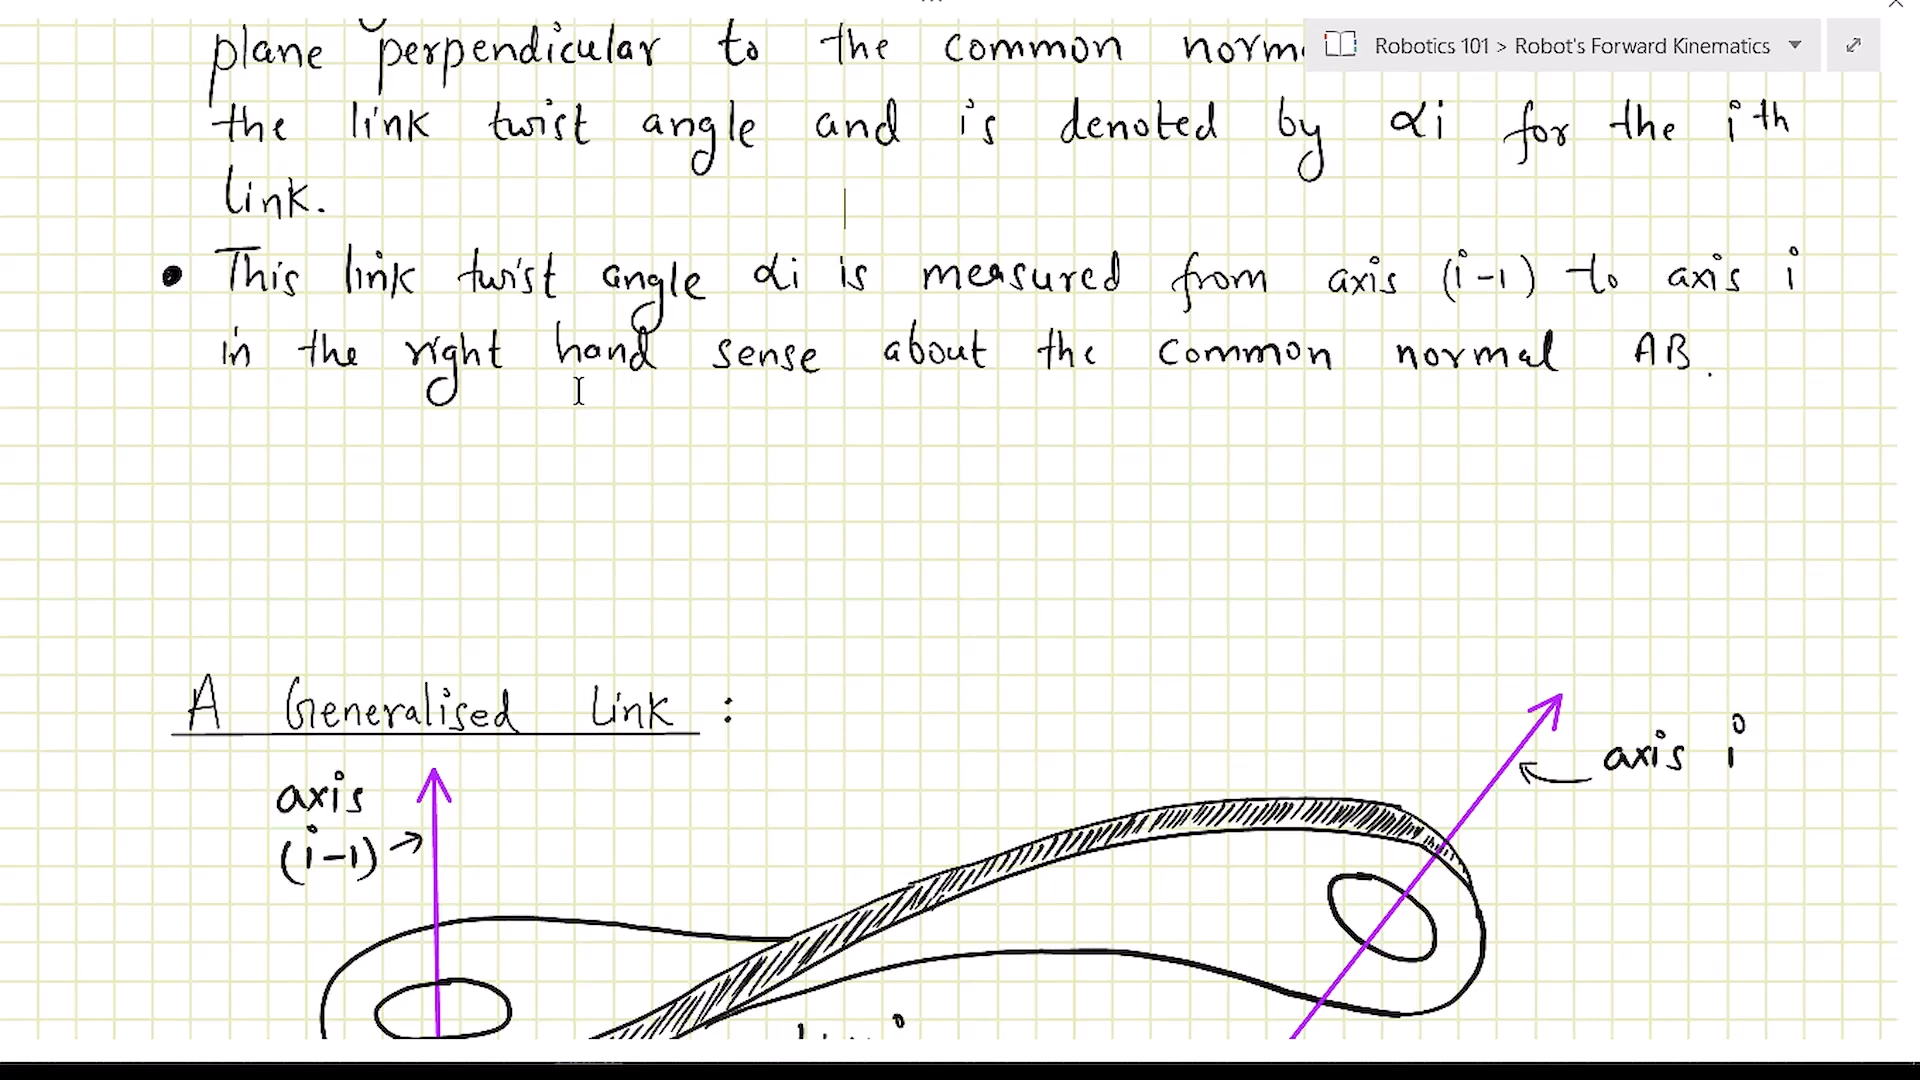 Robotics 101 > Robot's Forward Kinematics
plane perpendicular to the common
the link twist angle and is denoted by αi for the ith
link.
• This link twist angle αi is measured from axis (i-1) to axis i
in the right hand sense about the common normal AB.
A Generalised Link :
axis i
axis
(i-1)